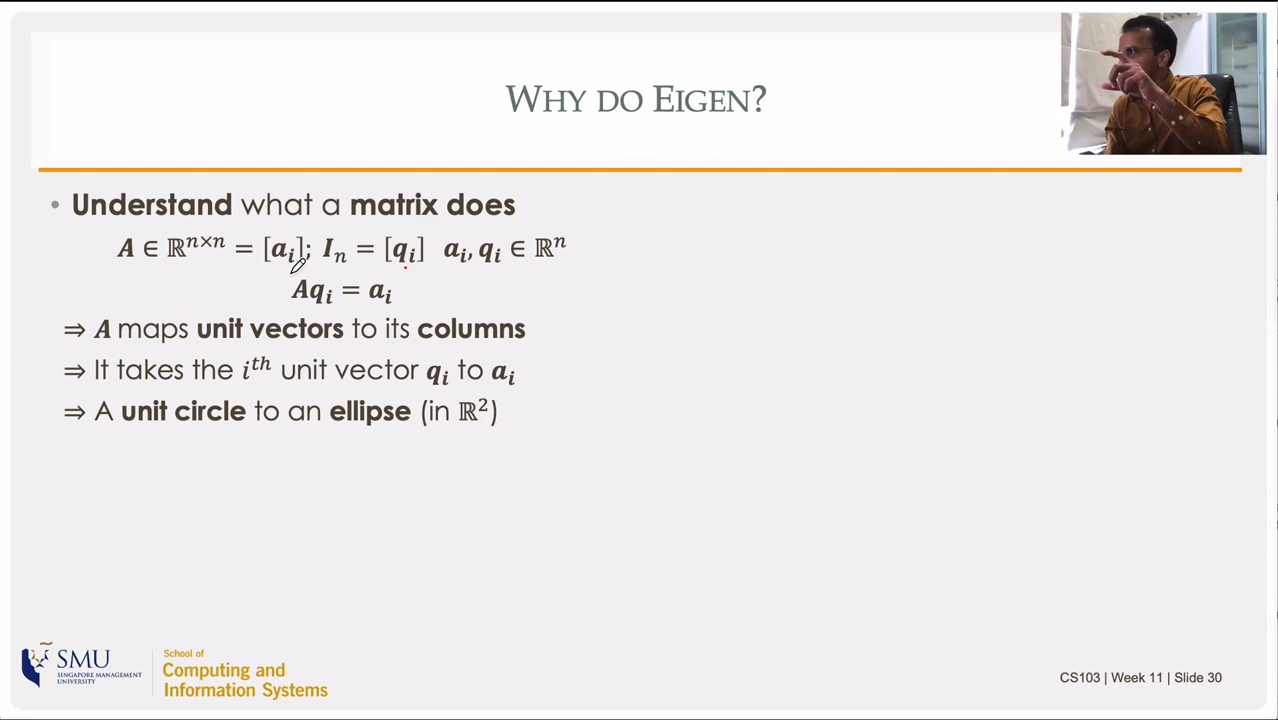 WHY DO EIGEN?
• Understand what a matrix does
A ∈ ℝⁿˣⁿ = [aᵢ]; Iₙ = [qᵢ] aᵢ, qᵢ ∈ ℝⁿ
Aqᵢ = aᵢ
⇒ A maps unit vectors to its columns
⇒ It takes the iᵗʰ unit vector qᵢ to aᵢ
⇒ A unit circle to an ellipse (in ℝ²)
SMU
SINGAPORE MANAGEMENT
UNIVERSITY
School of
Computing and
Information Systems
CS103 | Week 11 | Slide 30